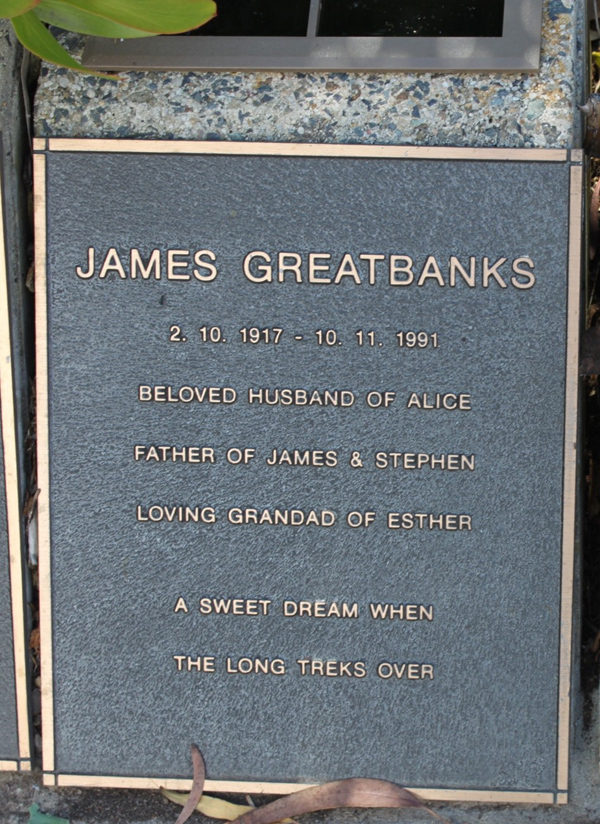 JAMES GREATBANKS
2. 10. 1917 - 10. 11. 1991
BELOVED HUSBAND OF ALICE
FATHER OF JAMES & STEPHEN
LOVING GRANDAD OF ESTHER
A SWEET DREAM WHEN
THE LONG TREKS OVER